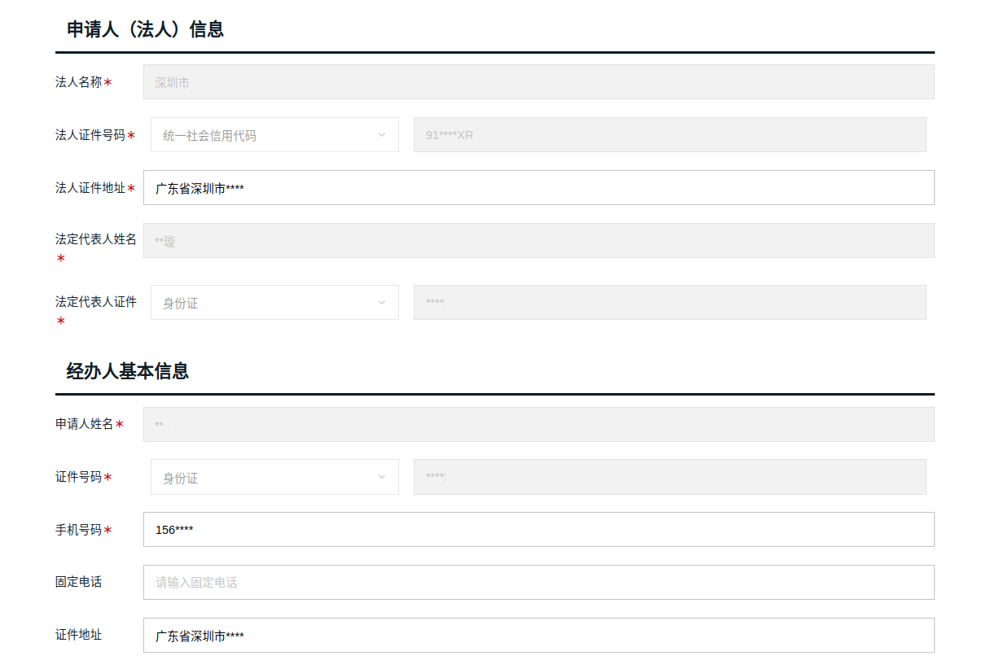 申请人（法人）信息
法人名称*
深圳市
法人证件号码*
统一社会信用代码
91****XR
法人证件地址*
广东省深圳市****
法定代表人姓名
*
**璇
法定代表人证件
*
身份证
****
经办人基本信息
申请人姓名*
**
证件号码*
身份证
****
手机号码*
156****
固定电话
请输入固定电话
证件地址
广东省深圳市****